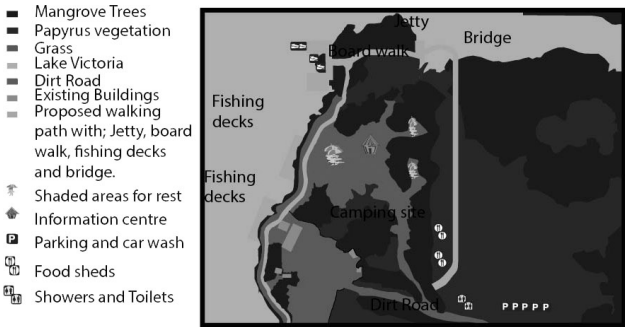 Mangrove Trees
Papyrus vegetation
Grass
Lake Victoria
Dirt Road
Existing Buildings
Proposed walking
path with; Jetty, board
walk, fishing decks
and bridge.
Shaded areas for rest
Information centre
P Parking and car wash
Food sheds
Showers and Toilets
Jetty
Board walk
Bridge
Fishing
decks
Fishing
decks
Camping site
Dirt Road
P P P P P